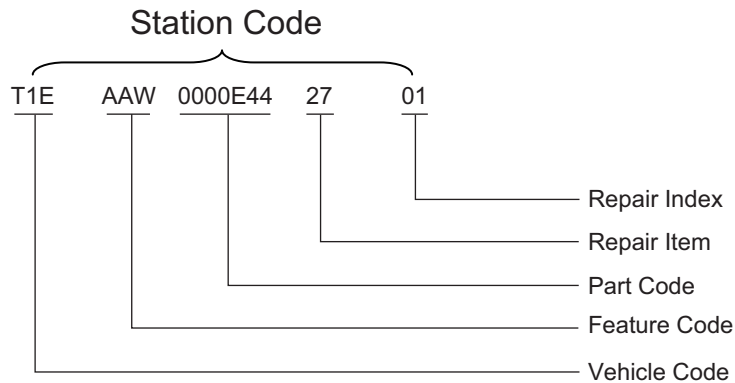 Station Code
T1E AAW 0000E44 27 01
Repair Index
Repair Item
Part Code
Feature Code
Vehicle Code